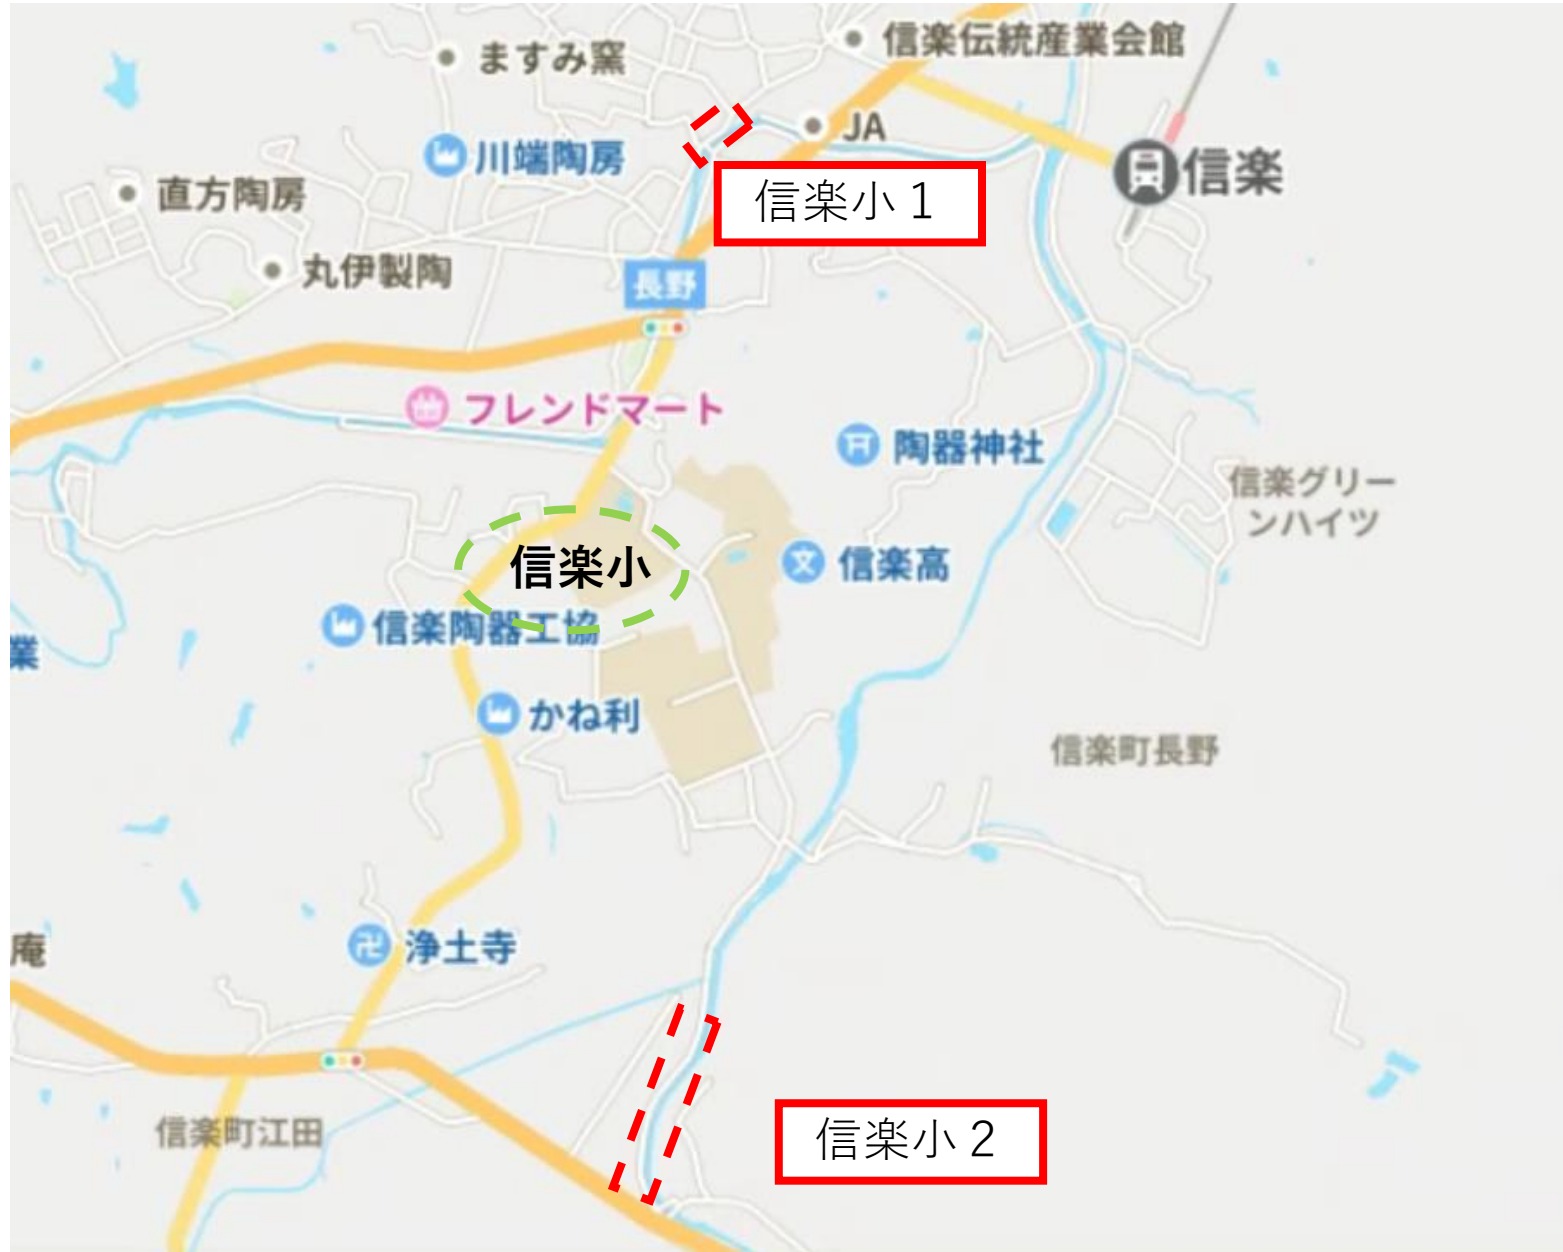 信楽伝統産業会館
ますみ窯
JA
川端陶房
信楽
直方陶房
信楽小１
丸伊製陶
長野
フレンドマート
陶器神社
信楽グリー
ンハイツ
信楽小
文
信楽高
信楽陶器工協
業
かね利
信楽町長野
庵
卍
浄土寺
信楽町江田
信楽小２